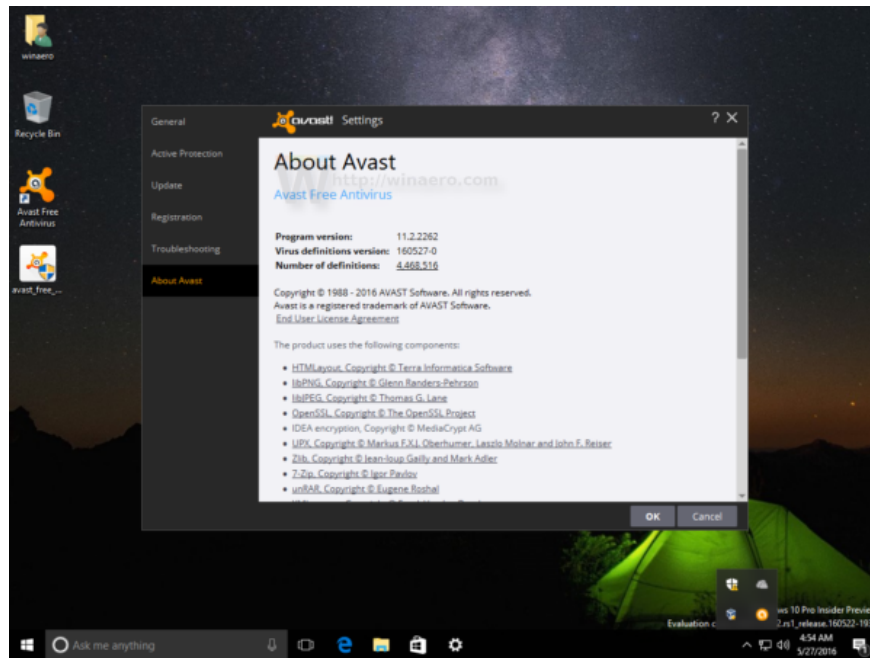 winaero
Recycle Bin
Avast Free
Antivirus
avast_free_...
General
Active Protection
Update
Registration
Troubleshooting
About Avast
avast! Settings
? ×
About Avast
http://winaero.com
Avast Free Antivirus
Program version: 11.2.2262
Virus definitions version: 160527-0
Number of definitions: 4,468,516
Copyright © 1988 - 2016 AVAST Software. All rights reserved.
Avast is a registered trademark of AVAST Software.
End User License Agreement
The product uses the following components:
• HTMLayout, Copyright © Terra Informatica Software
• libPNG, Copyright © Glenn Randers-Pehrson
• libJPEG, Copyright © Thomas G. Lane
• OpenSSL, Copyright © The OpenSSL Project
• IDEA encryption, Copyright © MediaCrypt AG
• UPX, Copyright © Markus F.X.J. Oberhumer, Laszlo Molnar and John F. Reiser
• Zlib, Copyright © Jean-loup Gailly and Mark Adler
• 7-Zip, Copyright © Igor Pavlov
• unRAR, Copyright © Eugene Roshal
OK Cancel
ws 10 Pro Insider Previe
Evaluation c 2.rs1_release.160522-19
Ask me anything
4:54 AM
5/27/2016